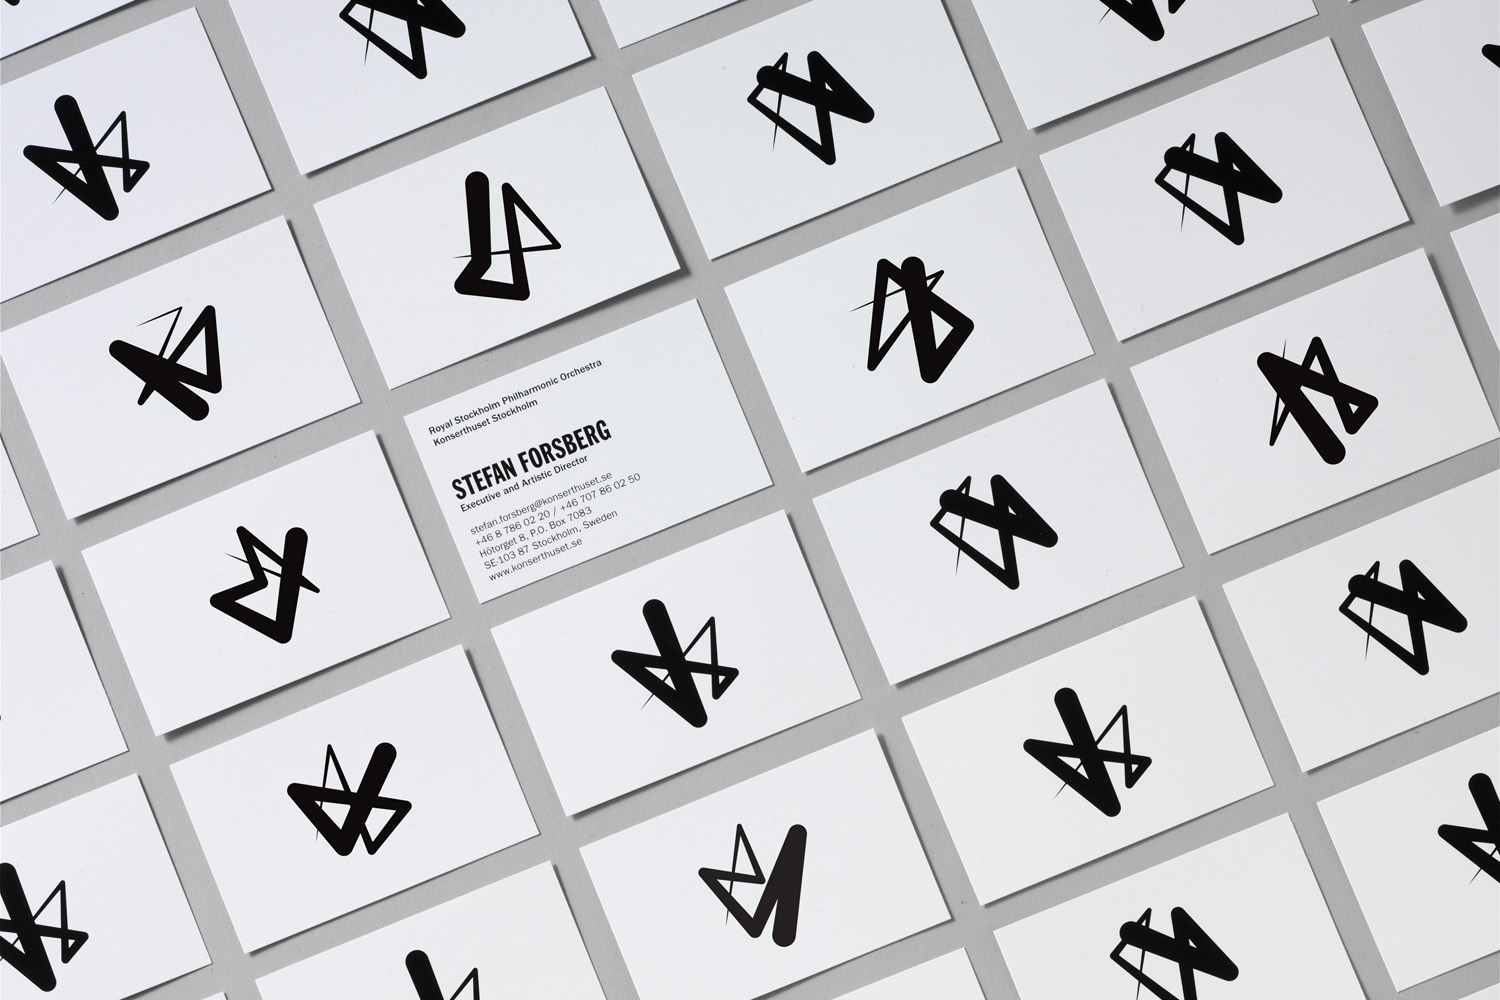 Royal Stockholm Philharmonic Orchestra
Konserthuset Stockholm
STEFAN FORSBERG
Executive and Artistic Director
stefan.forsberg@konserthuset.se
+46 8 786 02 20 / +46 707 86 02 50
Hötorget 8, P.O. Box 7083
SE-103 87 Stockholm, Sweden
www.konserthuset.se